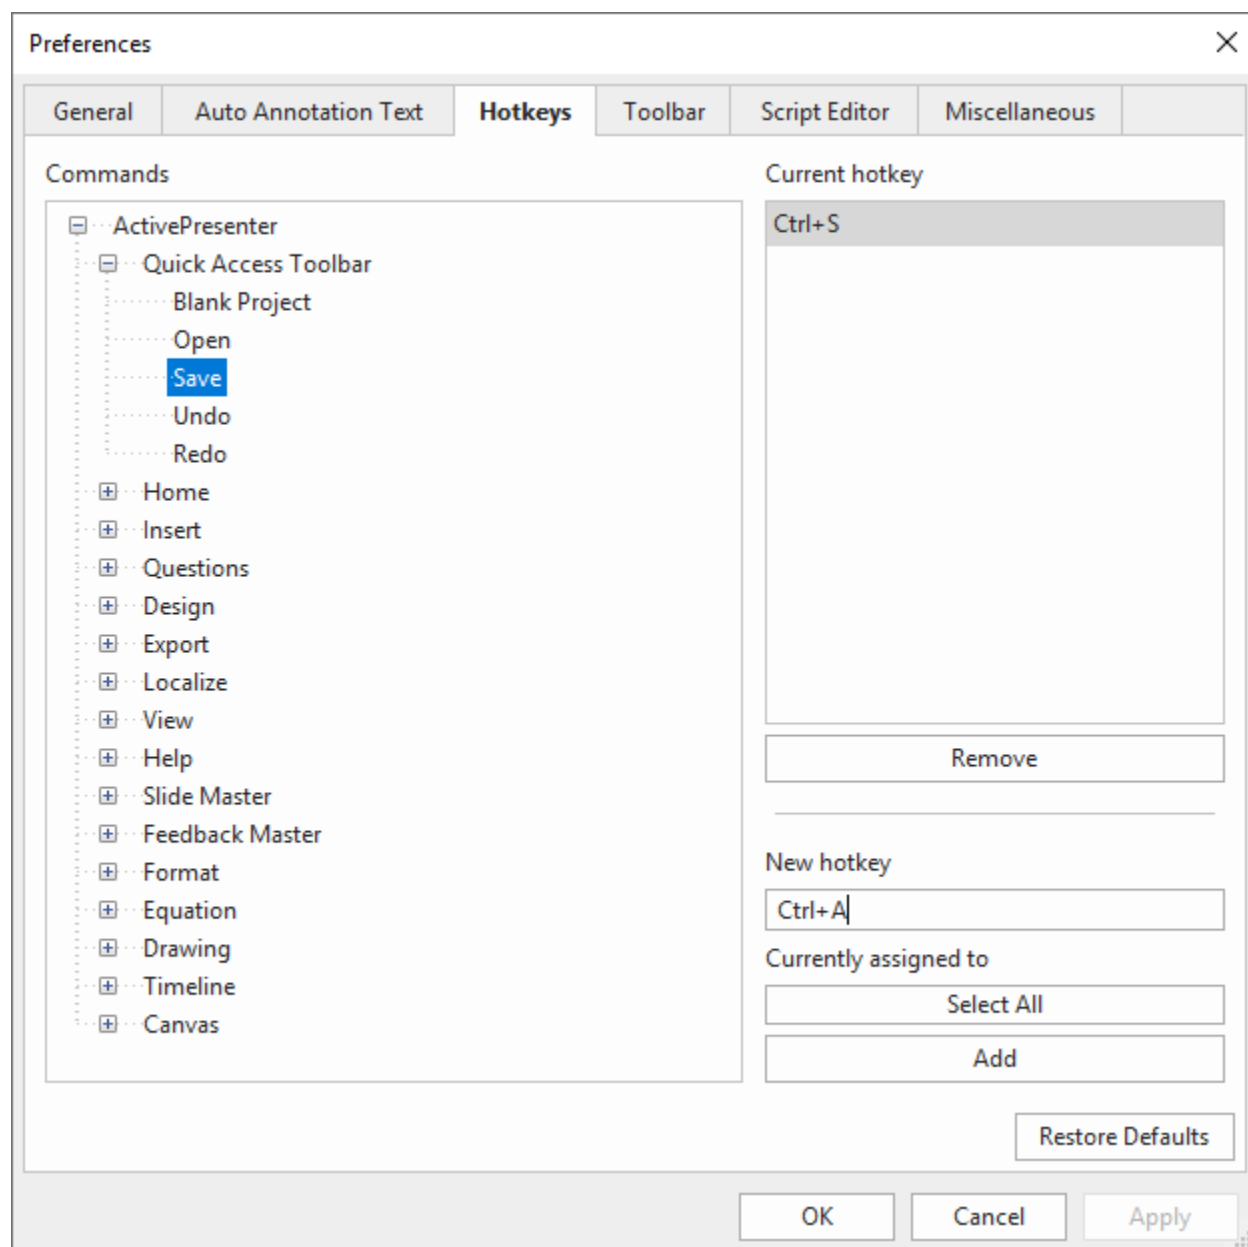 Preferences
General Auto Annotation Text Hotkeys Toolbar Script Editor Miscellaneous
Commands
ActivePresenter
Quick Access Toolbar
Blank Project
Open
Save
Undo
Redo
Home
Insert
Questions
Design
Export
Localize
View
Help
Slide Master
Feedback Master
Format
Equation
Drawing
Timeline
Canvas
Current hotkey
Ctrl+S
Remove
New hotkey
Ctrl+A
Currently assigned to
Select All
Add
Restore Defaults
OK Cancel Apply